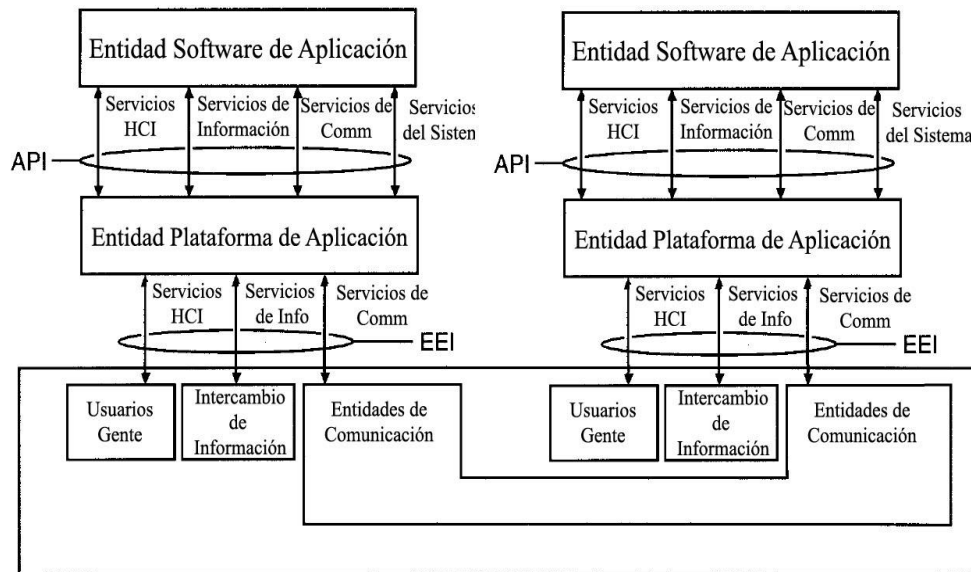 Entidad Software de Aplicación
Servicios
HCI
Servicios de
Información
Servicios de
Comm
Servicios
del Sistem
API
Entidad Plataforma de Aplicación
Servicios
HCI
Servicios
de Info
Servicios de
Comm
EEI
Usuarios
Gente
Intercambio
de
Información
Entidades de
Comunicación
Entidad Software de Aplicación
Servicios
HCI
Servicios de
Información
Servicios de
Comm
Servicios
del Sistema
API
Entidad Plataforma de Aplicación
Servicios
HCI
Servicios
de Info
Servicios de
Comm
EEI
Usuarios
Gente
Intercambio
de
Información
Entidades de
Comunicación